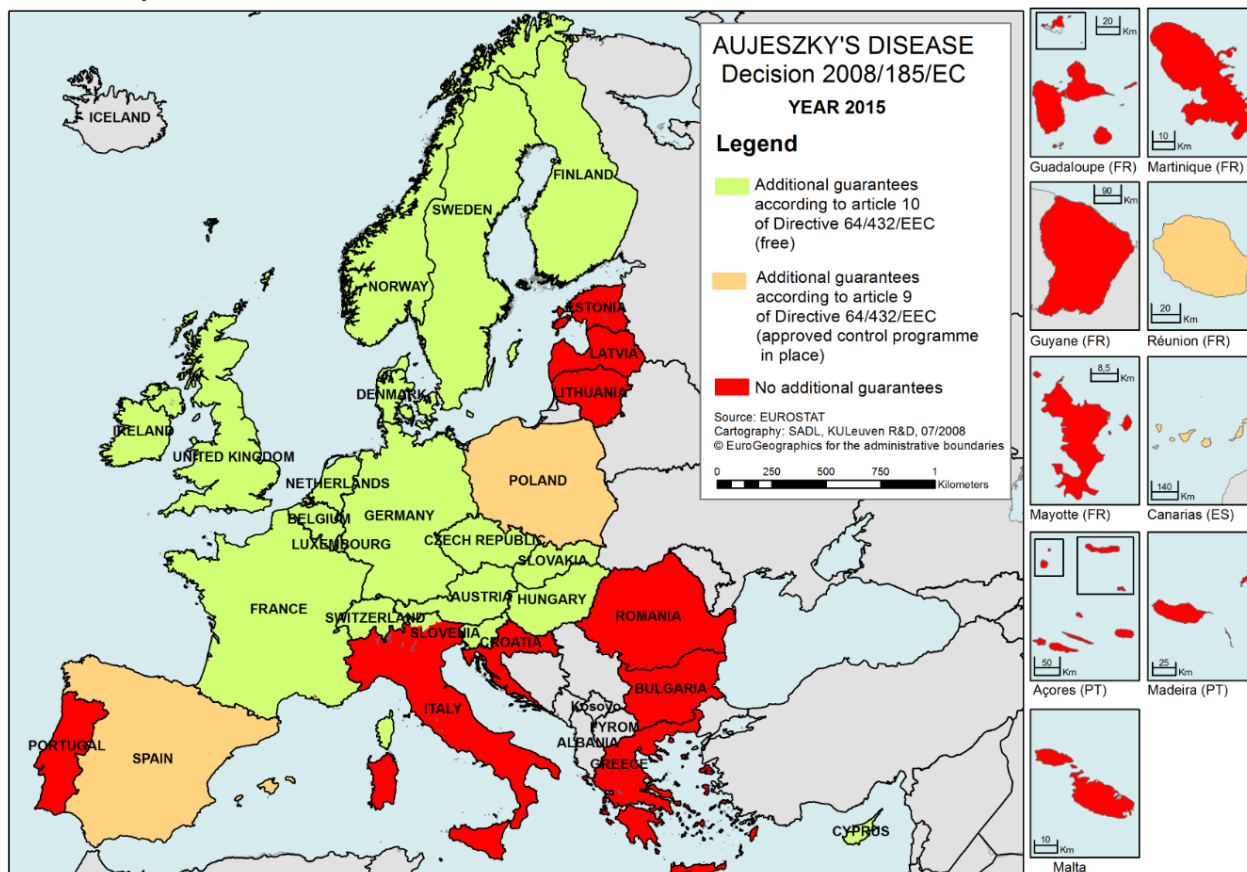 AUJESZKY'S DISEASE
Decision 2008/185/EC
YEAR 2015
Legend
Additional guarantees
according to article 10
of Directive 64/432/EEC
(free)
Additional guarantees
according to article 9
of Directive 64/432/EEC
(approved control programme
in place)
No additional guarantees
Source: EUROSTAT
Cartography: SADL, KULeuven R&D, 07/2008
© EuroGeographics for the administrative boundaries
0 250 500 750 1
Kilometers
ICELAND
FINLAND
SWEDEN
NORWAY
ESTONIA
LATVIA
LITHUANIA
DENMARK
IRELAND
UNITED KINGDOM
NETHERLANDS
POLAND
BELGIUM
GERMANY
LUXEMBOURG
CZECH REPUBLIC
SLOVAKIA
FRANCE
AUSTRIA
HUNGARY
SWITZERLAND
SLOVENIA
CROATIA
ROMANIA
BULGARIA
ITALY
Kosovo
FYROM
ALBANIA
GREECE
PORTUGAL
SPAIN
CYPRUS
20
Km
Guadaloupe (FR)
10
Km
Martinique (FR)
90
Km
Guyane (FR)
20
Km
Réunion (FR)
8,5
Km
Mayotte (FR)
140
Km
Canarias (ES)
50
Km
Açores (PT)
25
Km
Madeira (PT)
10
Km
Malta